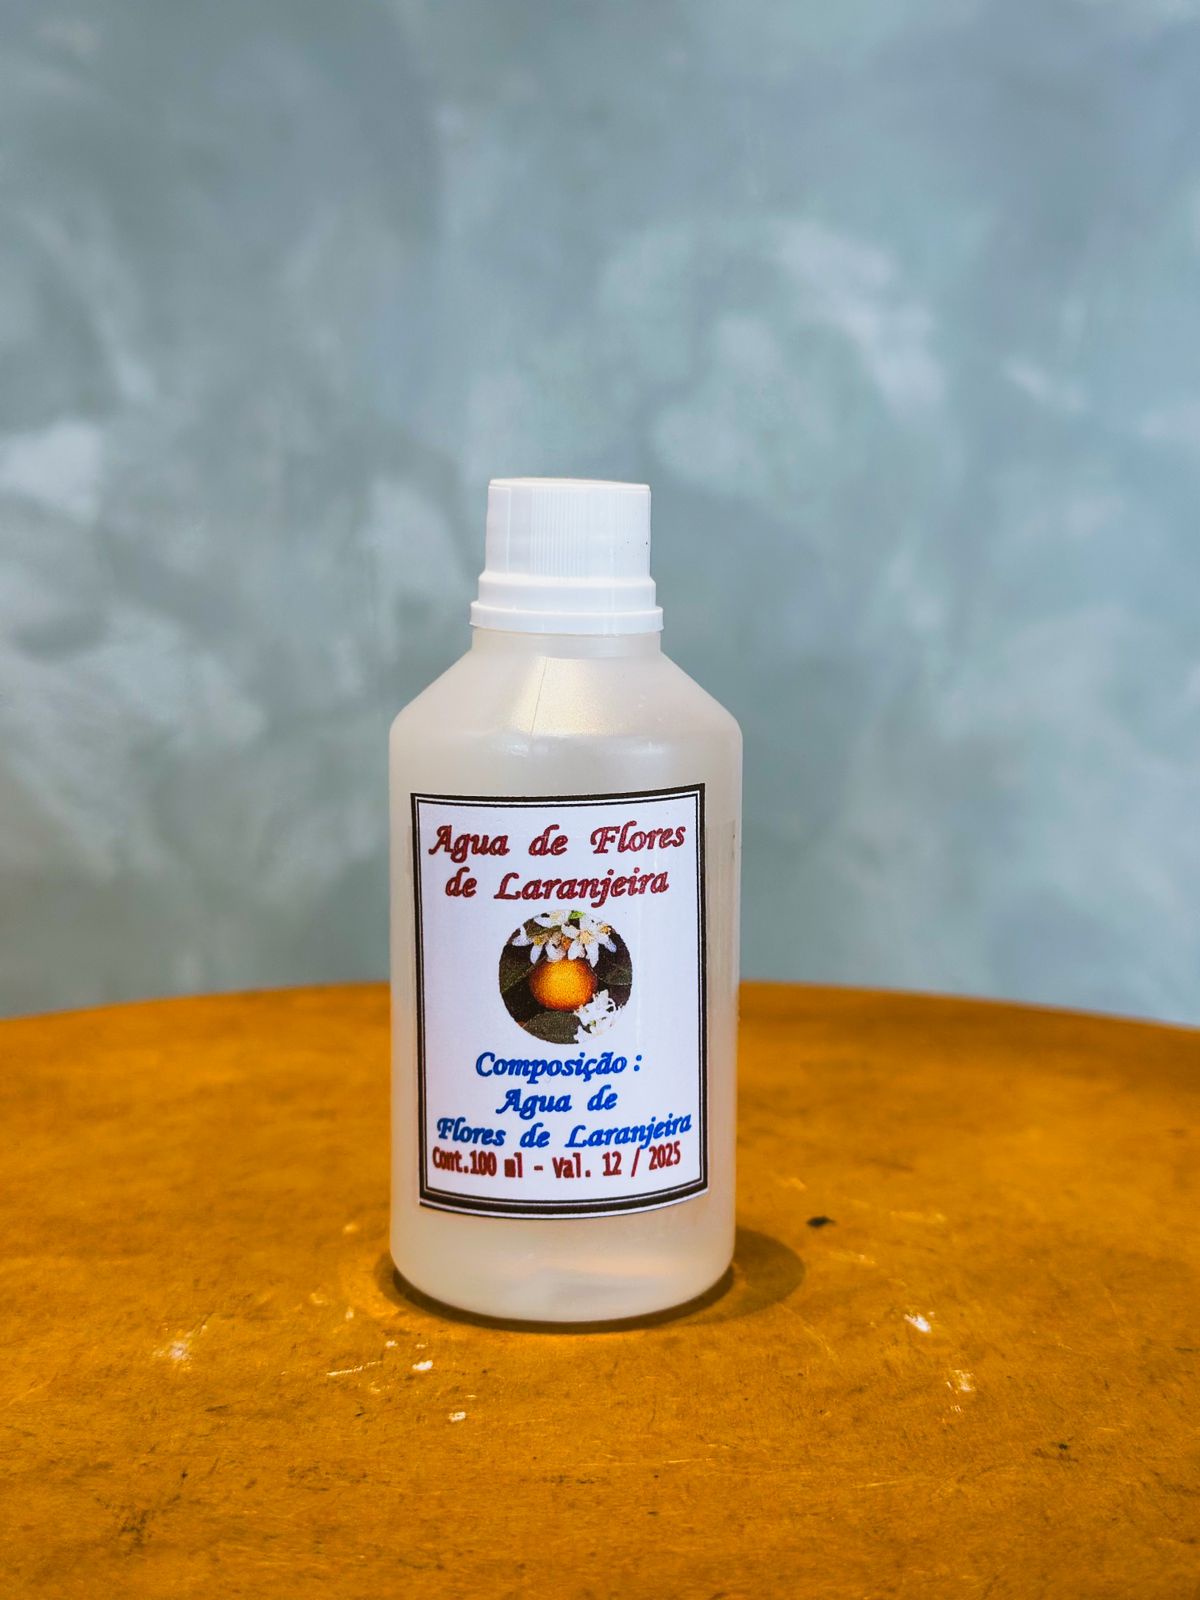 Agua de Flores
de Laranjeira
Composição :
Agua de
Flores de Laranjeira
Cont.100 ml - Val. 12 / 2025